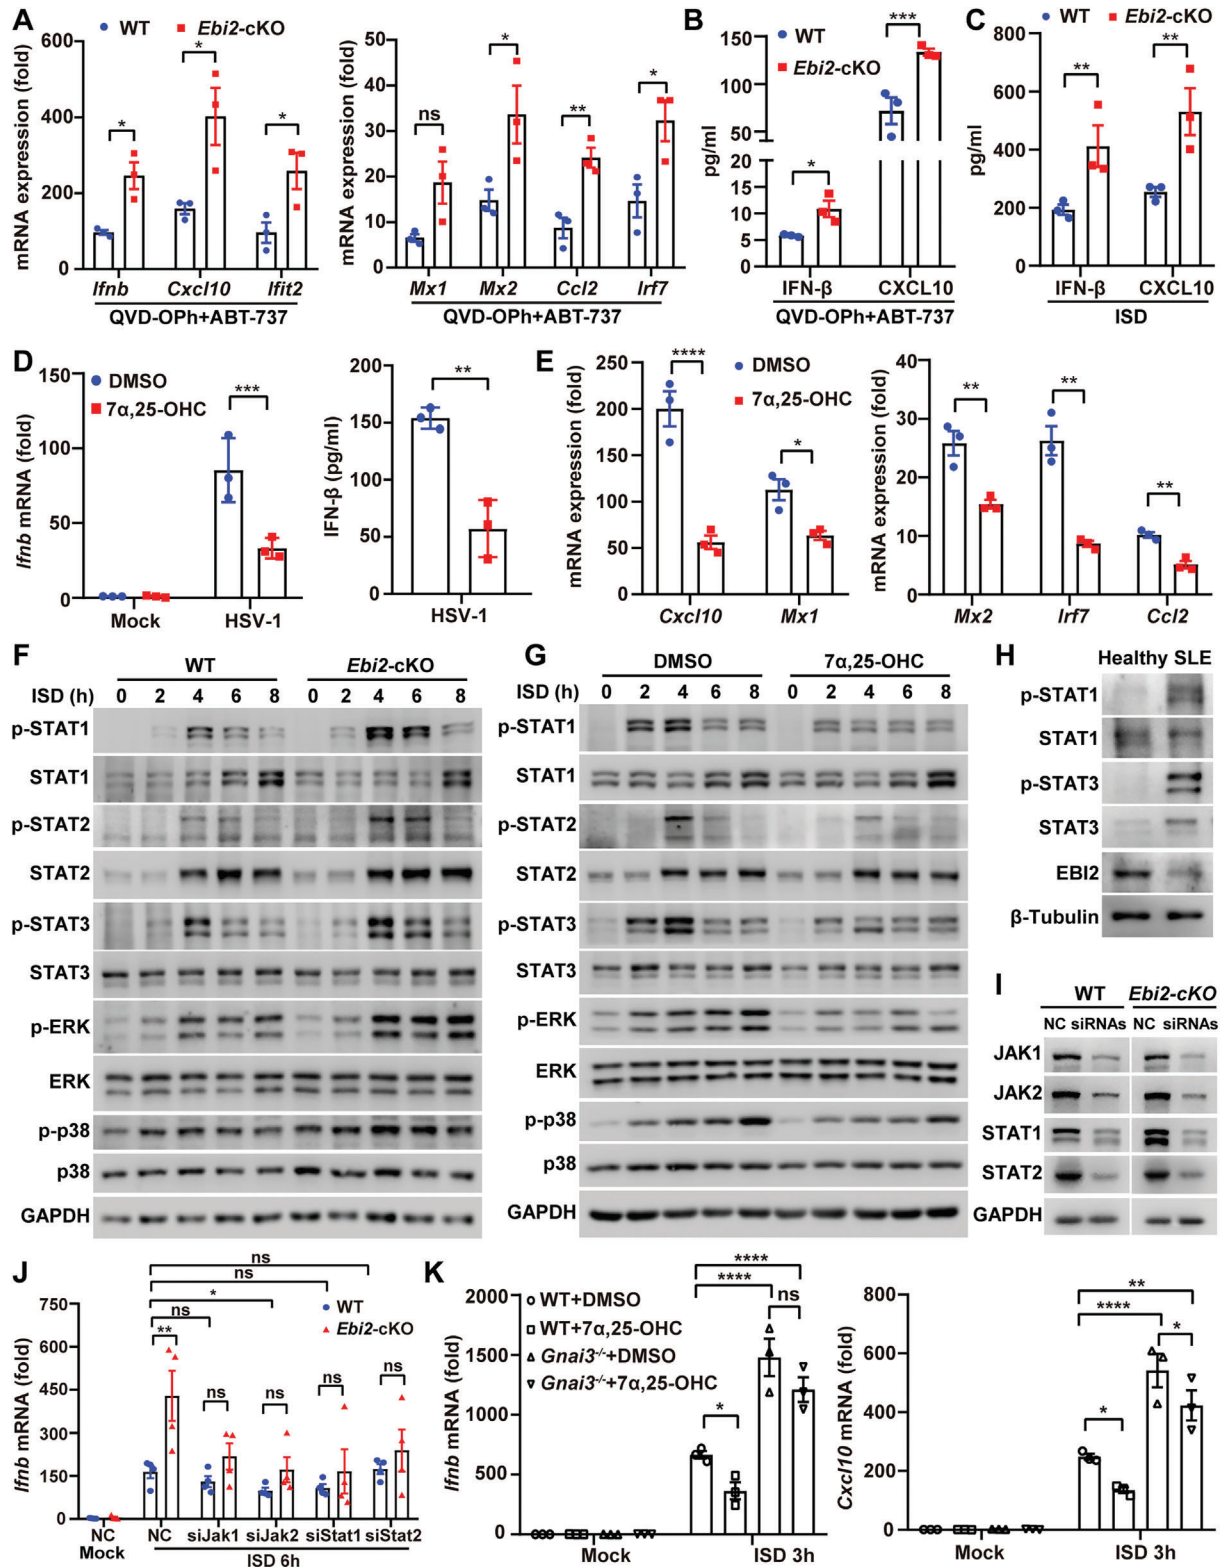 A
WT Ebi2-cKO
mRNA expression (fold)
600
400
200
0
* * *
Ifnb Cxcl10 Ifit2
QVD-OPh+ABT-737
mRNA expression (fold)
50
40
30
20
10
0
ns * ** *
Mx1 Mx2 Ccl2 Irf7
QVD-OPh+ABT-737
B
WT
Ebi2-cKO
pg/ml
150
100
50
20
15
10
5
0
* ***
IFN-β CXCL10
QVD-OPh+ABT-737
C
WT Ebi2-cKO
pg/ml
800
600
400
200
0
** **
IFN-β CXCL10
ISD
D
DMSO
7α,25-OHC
Ifnb mRNA (fold)
150
100
50
0
***
Mock HSV-1
IFN-β (pg/ml)
200
150
100
50
0
**
HSV-1
E
DMSO
7α,25-OHC
mRNA expression (fold)
250
200
150
100
50
0
**** *
Cxcl10 Mx1
mRNA expression (fold)
40
30
20
10
0
** ** **
Mx2 Irf7 Ccl2
F
WT Ebi2-cKO
ISD (h) 0 2 4 6 8 0 2 4 6 8
p-STAT1
STAT1
p-STAT2
STAT2
p-STAT3
STAT3
p-ERK
ERK
p-p38
p38
GAPDH
G
DMSO 7α,25-OHC
ISD (h) 0 2 4 6 8 0 2 4 6 8
p-STAT1
STAT1
p-STAT2
STAT2
p-STAT3
STAT3
p-ERK
ERK
p-p38
p38
GAPDH
H
Healthy SLE
p-STAT1
STAT1
p-STAT3
STAT3
EBI2
β-Tubulin
I
WT Ebi2-cKO
NC siRNAs NC siRNAs
JAK1
JAK2
STAT1
STAT2
GAPDH
J
WT
Ebi2-cKO
Ifnb mRNA (fold)
750
600
450
300
150
0
ns
ns
*
ns
** ns ns ns ns
NC NC siJak1 siJak2 siStat1 siStat2
Mock ISD 6h
K
WT+DMSO
WT+7α,25-OHC
Gnai3-/-+DMSO
Gnai3-/-+7α,25-OHC
Ifnb mRNA (fold)
2000
1500
1000
500
0
****
****
ns
*
Mock ISD 3h
Cxcl10 mRNA (fold)
800
600
400
200
0
**
****
*
*
Mock ISD 3h